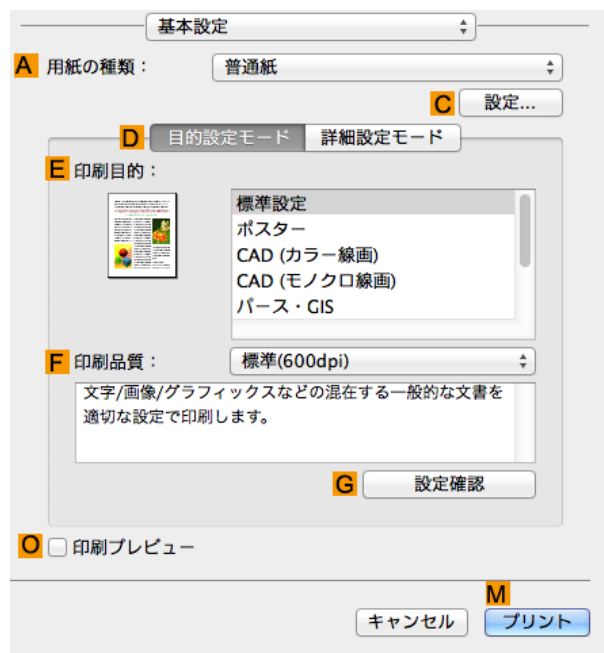 基本設定
A 用紙の種類： 普通紙
C 設定...
D 目的設定モード 詳細設定モード
E 印刷目的：
標準設定
ポスター
CAD (カラー線画)
CAD (モノクロ線画)
パース・GIS
F 印刷品質： 標準(600dpi)
文字/画像/グラフィックスなどの混在する一般的な文書を
適切な設定で印刷します。
G 設定確認
O 印刷プレビュー
M
キャンセル プリント